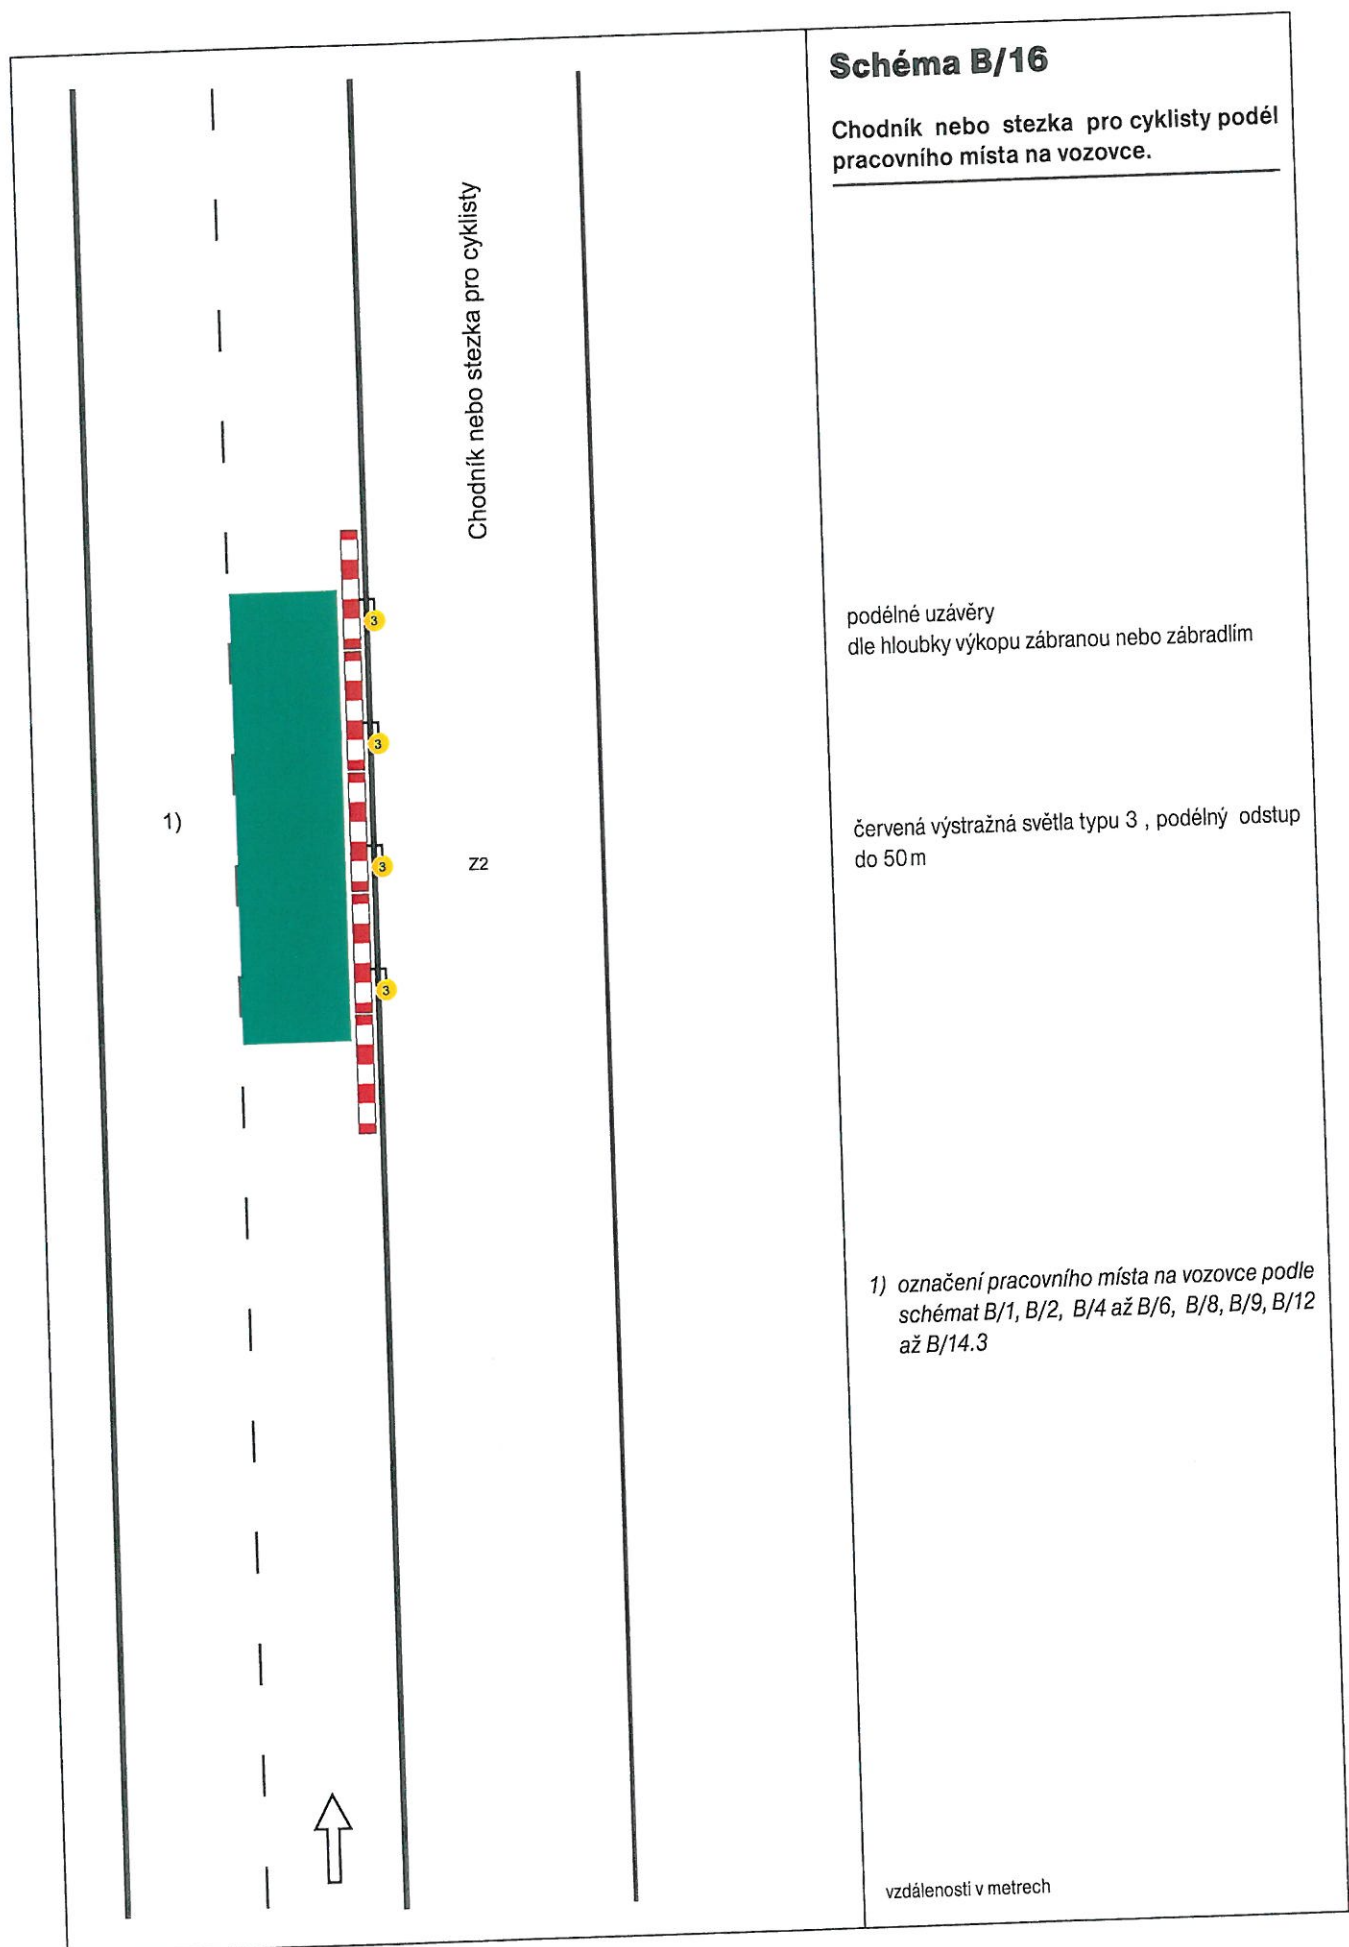 Schéma B/16
Chodník nebo stezka pro cyklisty podél
pracovního místa na vozovce.
Chodník nebo stezka pro cyklisty
podélné uzávěry
dle hloubky výkopu zábranou nebo zábradlím
3
3
1)
3
Z2
červená výstražná světla typu 3 , podélný odstup
do 50 m
3
1) označení pracovního místa na vozovce podle
schémat B/1, B/2, B/4 až B/6, B/8, B/9, B/12
až B/14.3
vzdálenosti v metrech